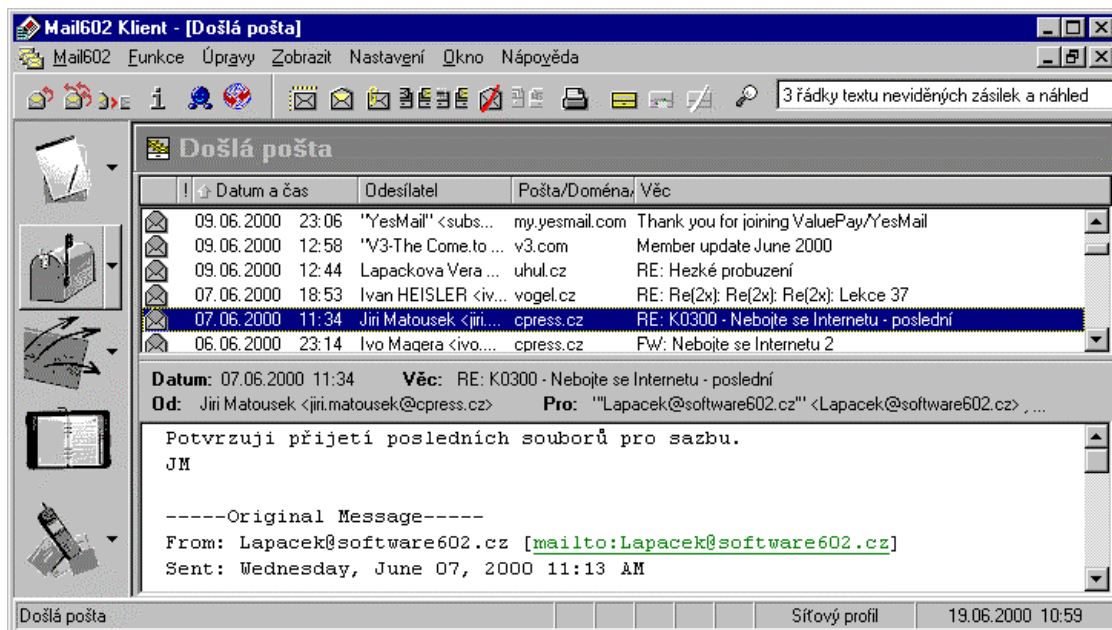 Mail602 Klient - [Došlá pošta]
Mail602 Funkce Úpravy Zobrazit Nastavení Okno Nápověda
3 řádky textu neviděných zásilek a náhled
Došlá pošta
! Datum a čas Odesílatel Pošta/Doména/ Věc
09.06.2000 23:06 "YesMail" <subs... my.yesmail.com Thank you for joining ValuePay/YesMail
09.06.2000 12:58 "V3-The Come.to ... v3.com Member update June 2000
09.06.2000 12:44 Lapackova Vera ... uhul.cz RE: Hezké probuzení
07.06.2000 18:53 Ivan HEISLER <iv... vogel.cz RE: Re(2x): Re(2x): Re(2x): Lekce 37
07.06.2000 11:34 Jiri Matousek <jiri.... cpress.cz RE: K0300 - Nebojte se Internetu - poslední
06.06.2000 23:14 Ivo Magera <ivo.... cpress.cz FW: Nebojte se Internetu 2
Datum: 07.06.2000 11:34 Věc: RE: K0300 - Nebojte se Internetu - poslední
Od: Jiri Matousek <jiri.matousek@cpress.cz> Pro: "'Lapacek@software602.cz'" <Lapacek@software602.cz> , ...
Potvrzuji přijetí posledních souborů pro sazbu.
JM
-----Original Message-----
From: Lapacek@software602.cz [mailto:Lapacek@software602.cz]
Sent: Wednesday, June 07, 2000 11:13 AM
Došlá pošta Síťový profil 19.06.2000 10:59